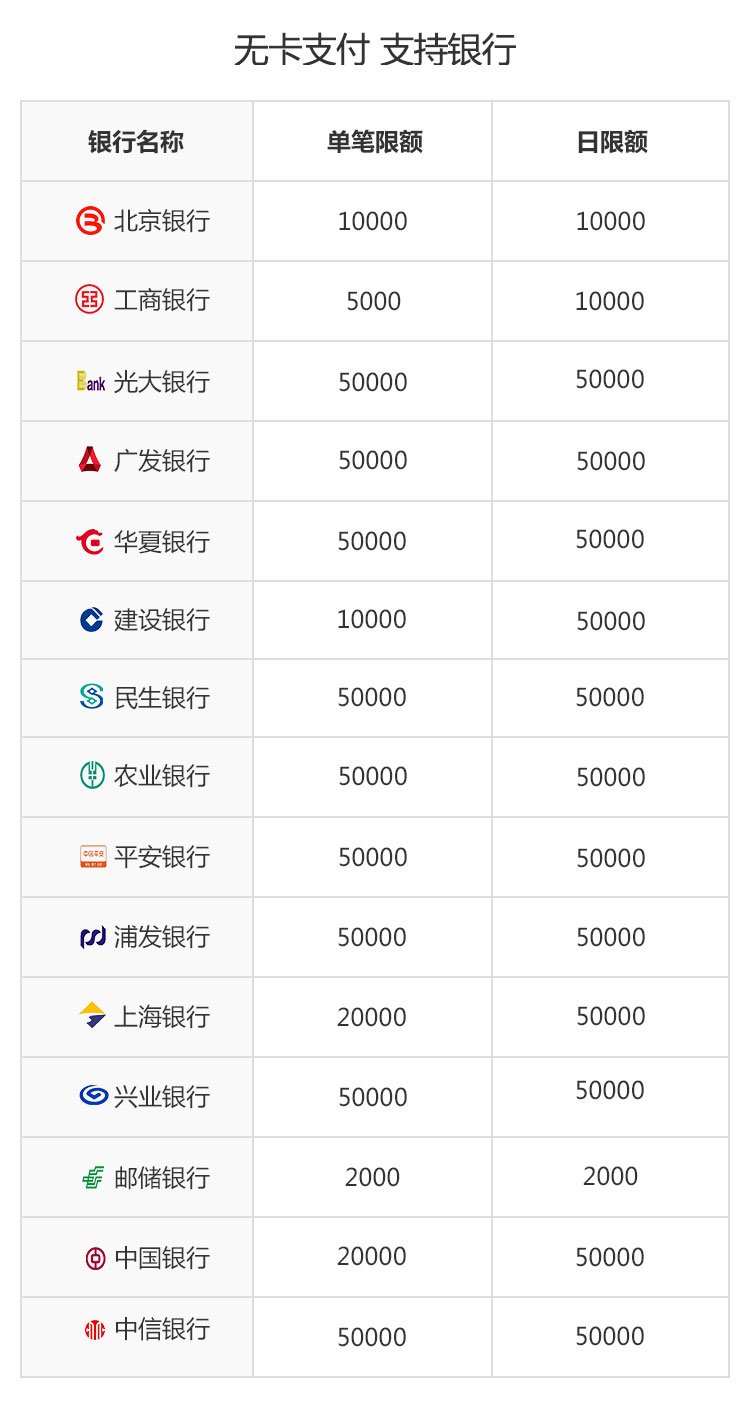 无卡支付 支持银行
银行名称 单笔限额 日限额
北京银行 10000 10000
工商银行 5000 10000
Bank 光大银行 50000 50000
广发银行 50000 50000
华夏银行 50000 50000
建设银行 10000 50000
民生银行 50000 50000
农业银行 50000 50000
平安银行 50000 50000
浦发银行 50000 50000
上海银行 20000 50000
兴业银行 50000 50000
邮储银行 2000 2000
中国银行 20000 50000
中信银行 50000 50000